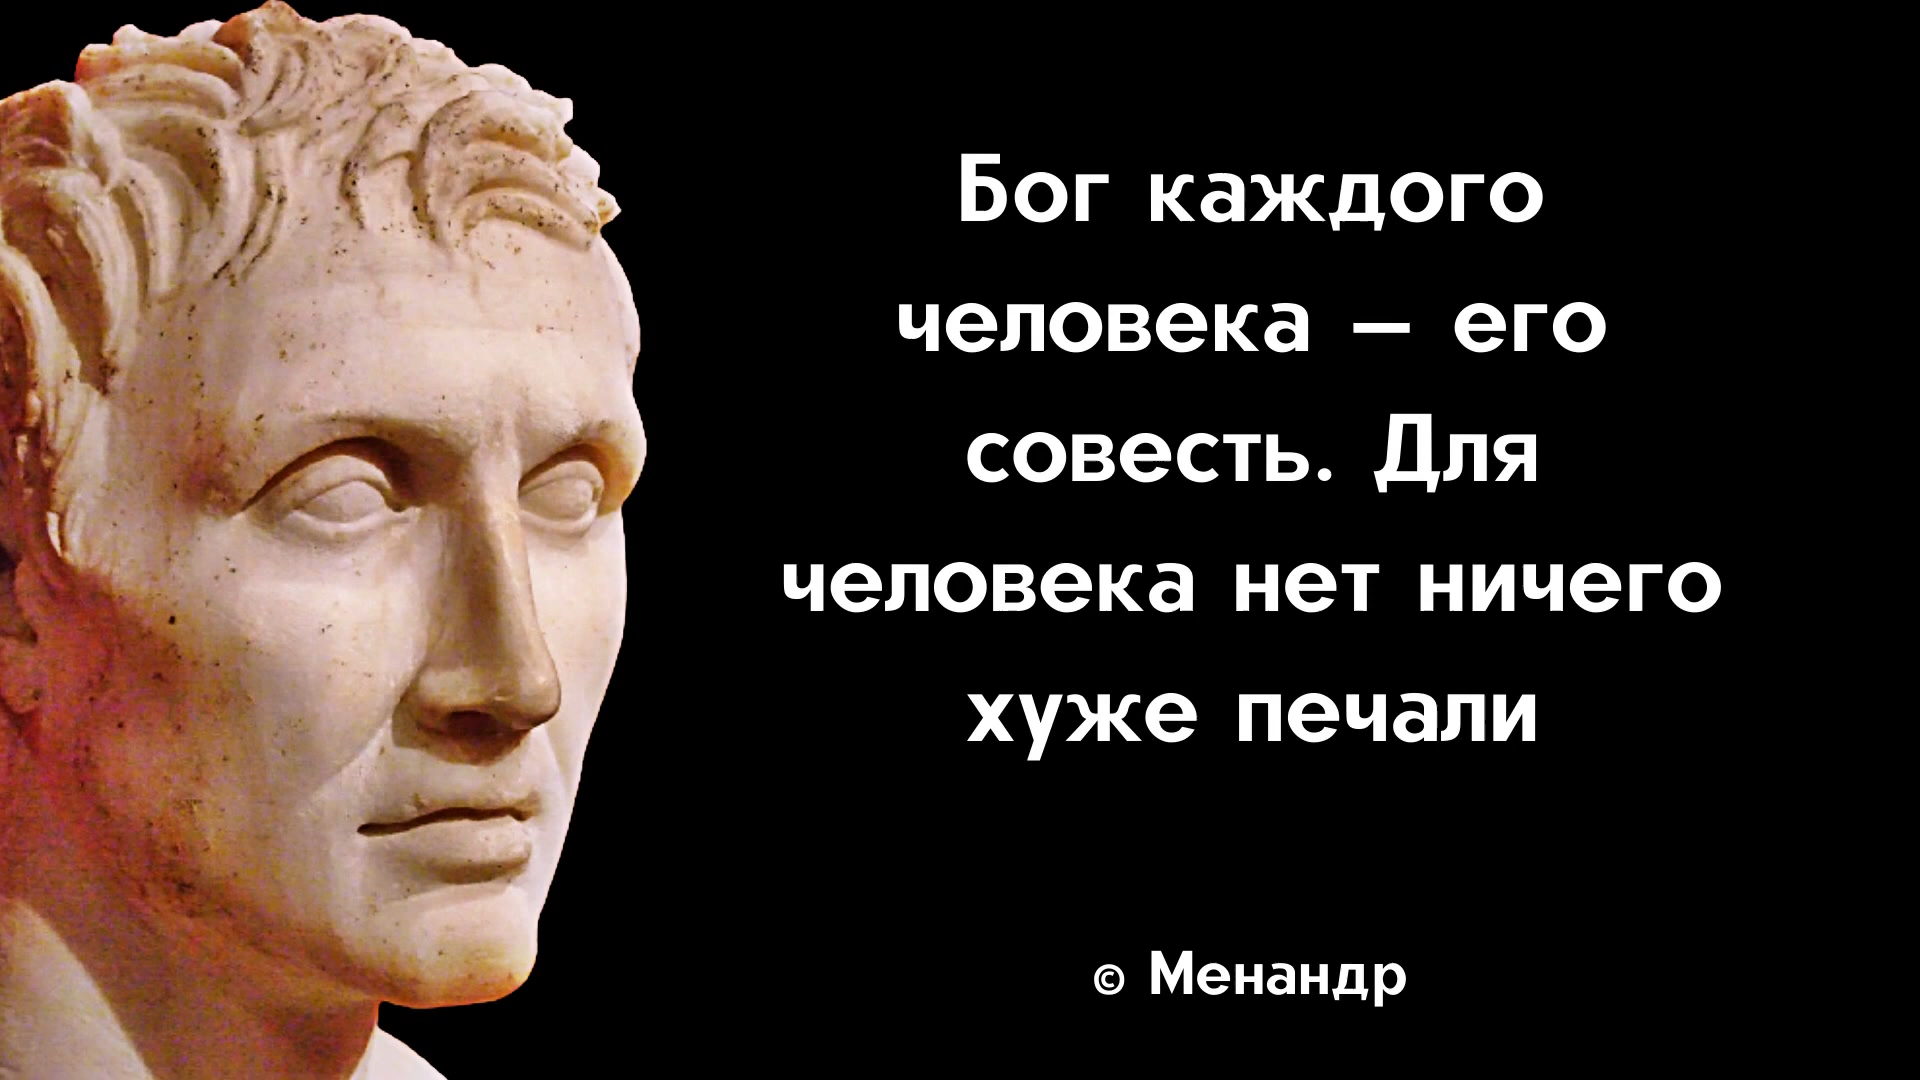 Бог каждого
человека – его
совесть. Для
человека нет ничего
хуже печали
© Менандр